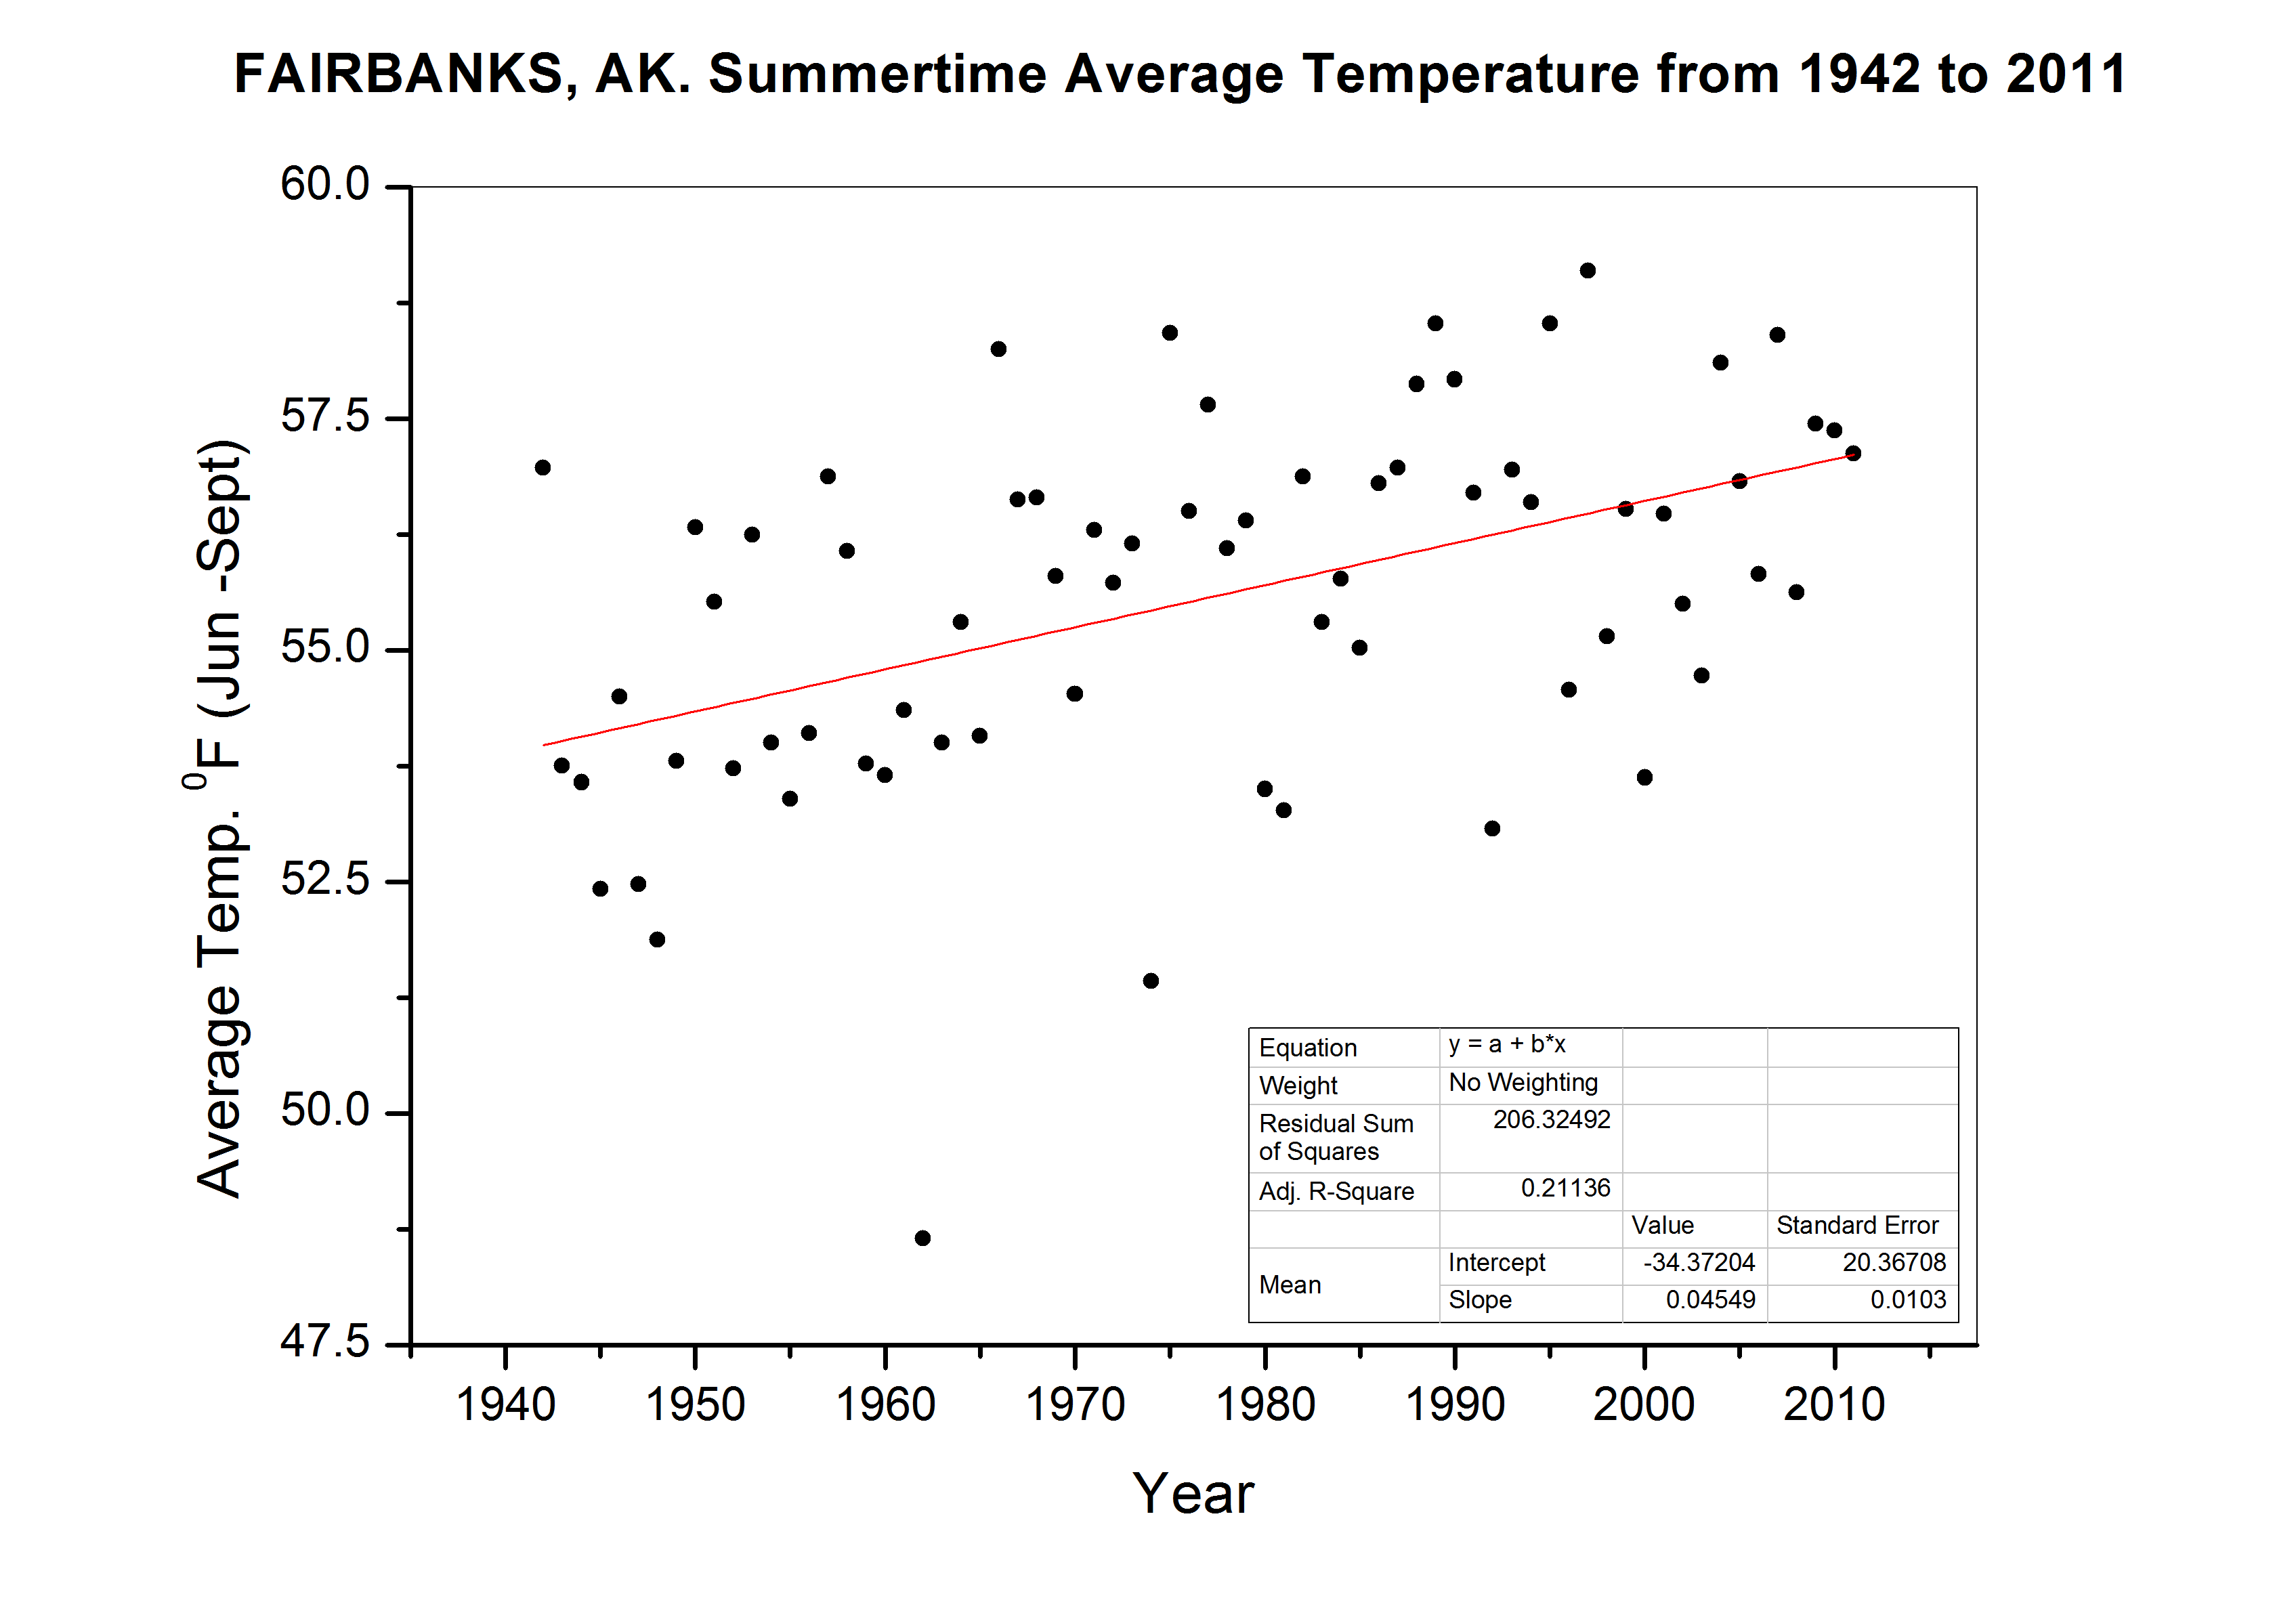 FAIRBANKS, AK. Summertime Average Temperature from 1942 to 2011
Average Temp. ⁰F (Jun -Sept)
60.0
57.5
55.0
52.5
50.0
47.5
Equation y = a + b*x
Weight No Weighting
Residual Sum of Squares 206.32492
Adj. R-Square 0.21136
Value Standard Error
Mean Intercept -34.37204 20.36708
Slope 0.04549 0.0103
1940 1950 1960 1970 1980 1990 2000 2010
Year